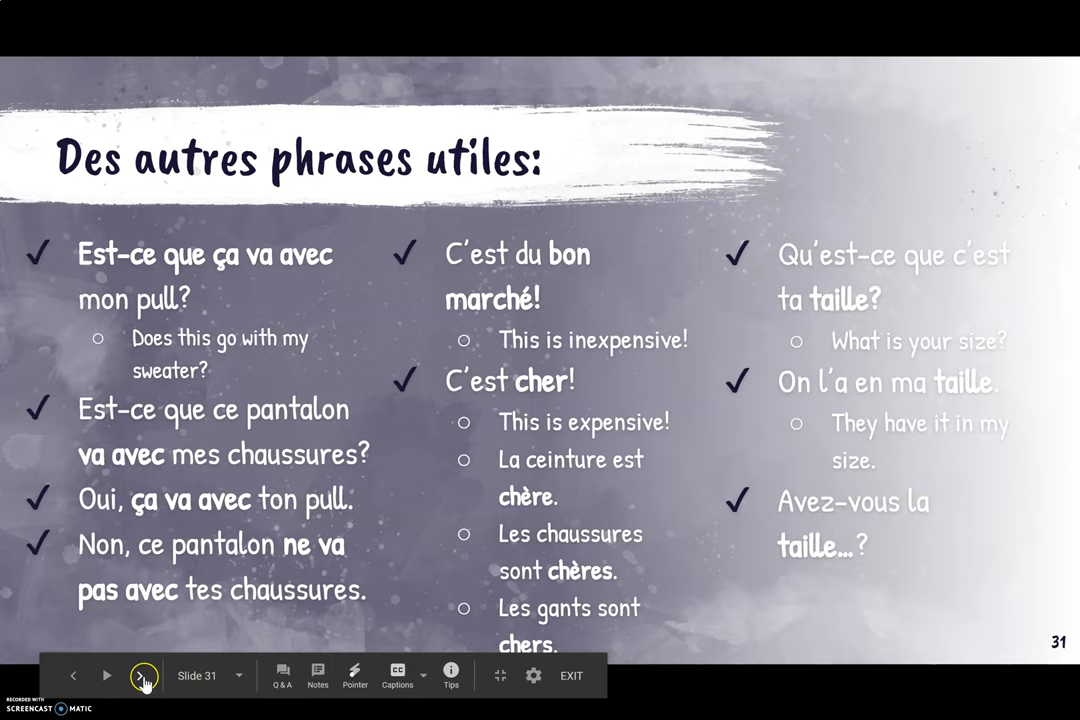 Des autres phrases utiles:
Est-ce que ça va avec
mon pull?
Does this go with my
sweater?
Est-ce que ce pantalon
va avec mes chaussures?
Oui, ça va avec ton pull.
Non, ce pantalon ne va
pas avec tes chaussures.
C'est du bon
marché!
This is inexpensive!
C'est cher!
This is expensive!
La ceinture est
chère.
Les chaussures
sont chères.
Les gants sont
chers.
Qu'est-ce que c'est
ta taille?
What is your size?
On l'a en ma taille.
They have it in my
size.
Avez-vous la
taille...?
31
Slide 31
Q & A
Notes
Pointer
CC
Captions
Tips
EXIT
RECORDED WITH
SCREENCAST MATIC